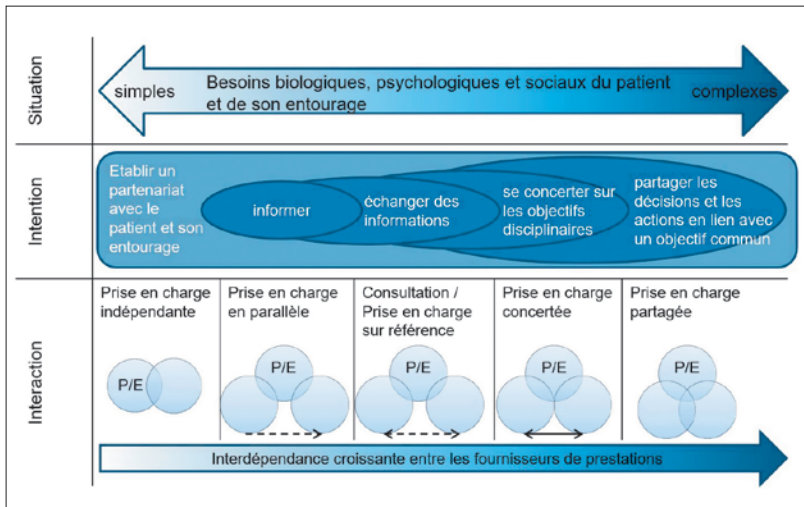 Situation
simples
Besoins biologiques, psychologiques et sociaux du patient
et de son entourage
complexes
Intention
Etablir un
partenariat
avec le
patient et son
entourage
informer
échanger des
informations
se concerter sur
les objectifs
disciplinaires
partager les
décisions et les
actions en lien avec
un objectif commun
Interaction
Prise en charge
indépendante
P/E
Prise en charge
en parallèle
P/E
Consultation /
Prise en charge
sur référence
P/E
Prise en charge
concertée
P/E
Prise en charge
partagée
P/E
Interdépendance croissante entre les fournisseurs de prestations